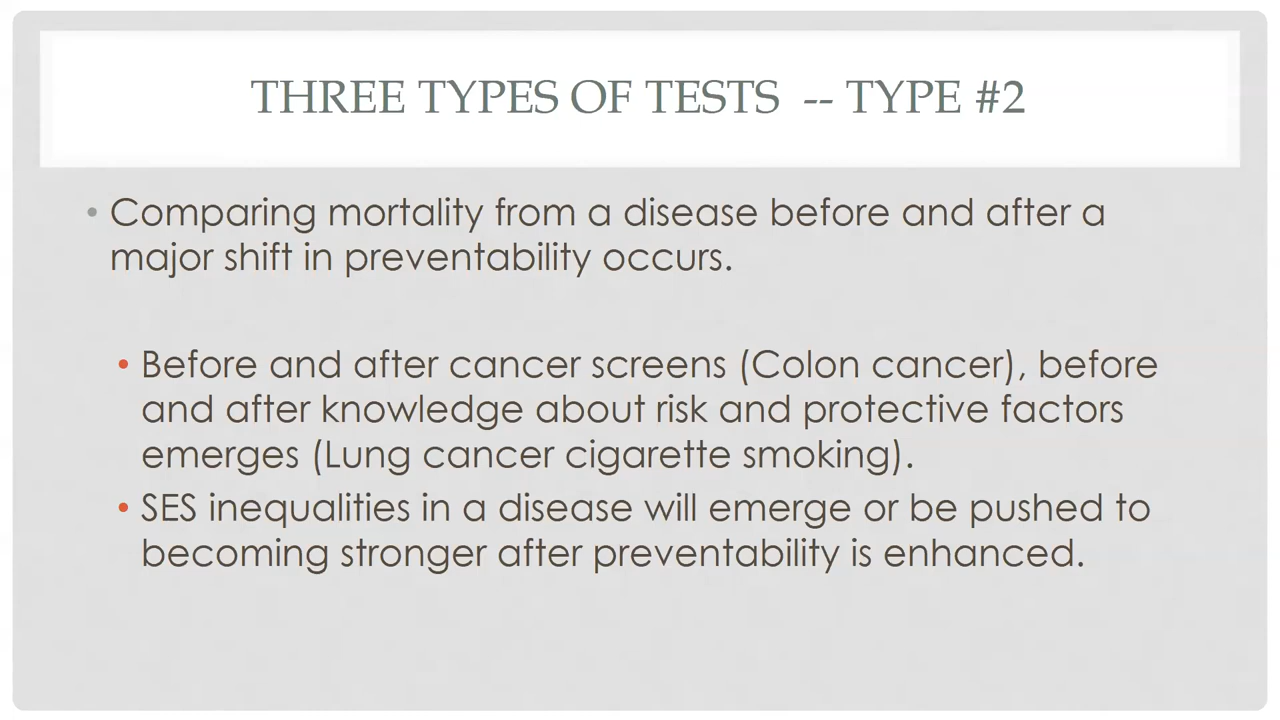 THREE TYPES OF TESTS -- TYPE #2
• Comparing mortality from a disease before and after a
major shift in preventability occurs.
• Before and after cancer screens (Colon cancer), before
and after knowledge about risk and protective factors
emerges (Lung cancer cigarette smoking).
• SES inequalities in a disease will emerge or be pushed to
becoming stronger after preventability is enhanced.